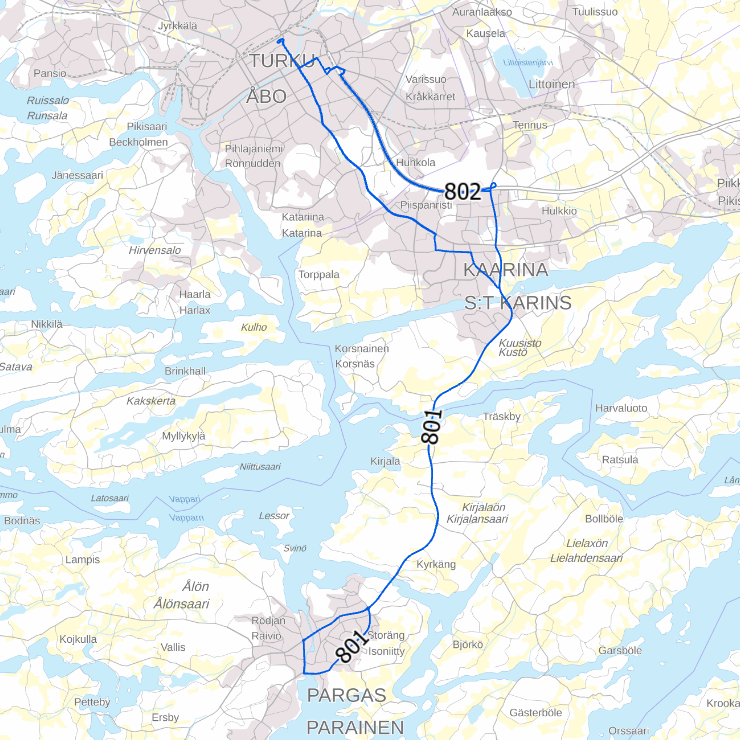 Jyrkkälä
Auranlaakso
Tuulissuo
Kausela
TURKU
ÅBO
Pansio
Varissuo
Kråkkärret
Littoinen
Ruissalo
Runsala
Pikisaari
Beckholmen
Tennus
Pihlajaniemi
Rönnudden
Hunkola
Jänessaari
802
Piispanristi
Hulkkio
Katariina
Katarina
Hirvensalo
KAARINA
S:T KARINS
Torppala
Haarla
Harlax
Nikkilä
Kulho
Korsnainen
Korsnäs
Kuusisto
Kustö
Satava
Brinkhall
Kakskerta
801
Träskby
Harvaluoto
Myllykylä
Kirjala
Ratsula
Niittusaari
Latosaari
Vappari
Vapparn
Bodnäs
Lessor
Kirjalaön
Kirjalansaari
Bollböle
Svinö
Lielaxön
Lielahdensaari
Lampis
Kyrkäng
Ålön
Ålönsaari
Rödjan
Raivio
Storäng
Isoniitty
801
Kojkulla
Vallis
Björkö
Garsböle
PARGAS
PARAINEN
Petteby
Ersby
Gästerböle
Orssaari